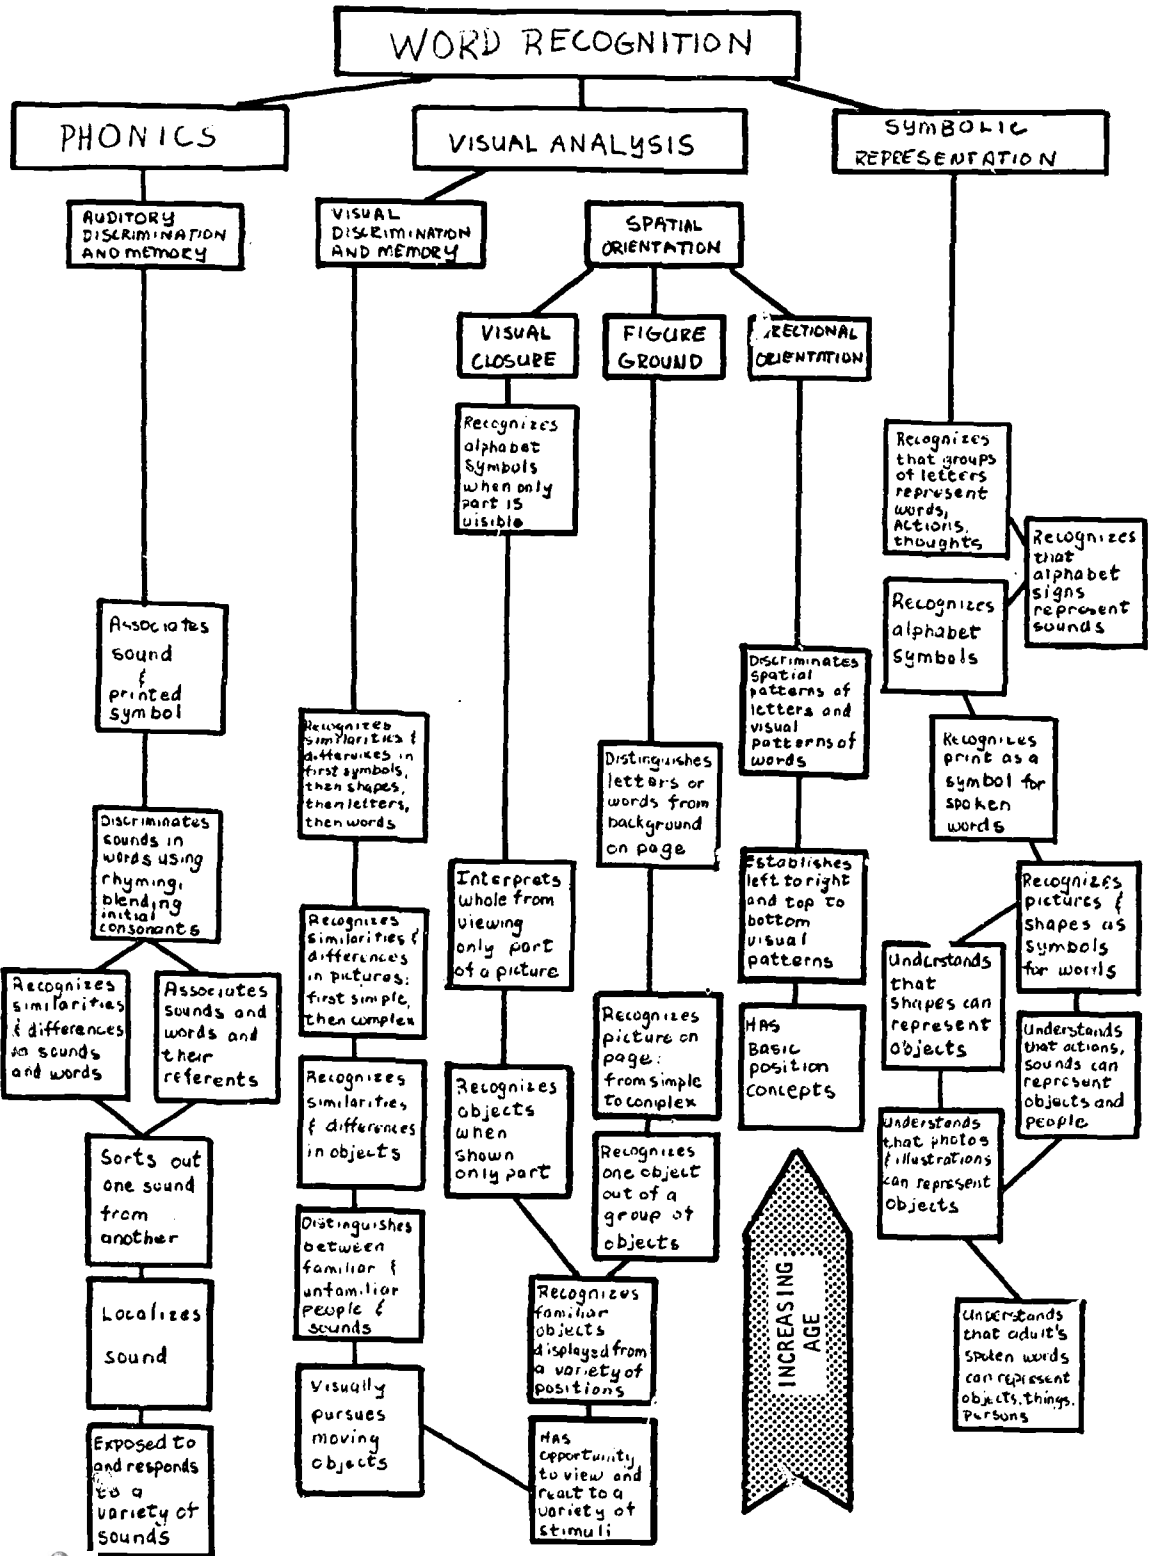 WORD RECOGNITION
PHONICS
VISUAL ANALYSIS
SYMBOLIC
REPRESENTATION
AUDITORY
DISCRIMINATION
AND MEMORY
VISUAL
DISCRIMINATION
AND MEMORY
SPATIAL
ORIENTATION
VISUAL
CLOSURE
FIGURE
GROUND
RECTIONAL
ORIENTATION
Recognizes
alphabet
symbols
when only
part is
visible
Recognizes
that groups
of letters
represent
words,
Actions,
thoughts
Recognizes
that
alphabet
signs
represent
sounds
Recognizes
alphabet
symbols
Associates
sound
&
printed
symbol
Discriminates
spatial
patterns of
letters and
visual
patterns of
words
Recognizes
similarities &
differences in
first symbols,
then shapes,
then letters,
then words
Distinguishes
letters or
words from
background
on page
Recognizes
print as a
symbol for
spoken
words
Discriminates
sounds in
words using
rhyming,
blending
initial
consonants
Interprets
whole from
viewing
only part
of a picture
Establishes
left to right
and top to
bottom
visual
patterns
Recognizes
pictures &
shapes as
symbols
for words
Recognizes
similarities &
differences
in pictures:
first simple,
then complex
Understands
that
shapes can
represent
objects
Recognizes
similarities
& differences
in sounds
and words
Associates
sounds and
words and
their
referents
Recognizes
picture on
page:
from simple
to complex
Has
Basic
position
concepts
Understands
that actions,
sounds can
represent
objects and
people
Recognizes
similarities
& differences
in objects
Recognizes
objects
when
shown
only part
Understands
that photos
& illustrations
can represent
objects
Sorts out
one sound
from
another
Recognizes
one object
out of a
group of
objects
Distinguishes
between
familiar &
unfamiliar
people &
sounds
Localizes
sound
Recognizes
familiar
objects
displayed from
a variety of
positions
INCREASING
AGE
Understands
that adult's
spoken words
can represent
objects, things,
persons
Visually
pursues
moving
objects
Exposed to
and responds
to a
variety of
sounds
Has
opportunity
to view and
react to a
variety of
stimuli